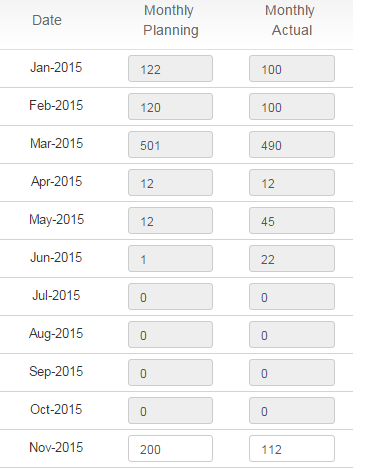 Date Monthly Planning Monthly Actual
Jan-2015 122 100
Feb-2015 120 100
Mar-2015 501 490
Apr-2015 12 12
May-2015 12 45
Jun-2015 1 22
Jul-2015 0 0
Aug-2015 0 0
Sep-2015 0 0
Oct-2015 0 0
Nov-2015 200 112